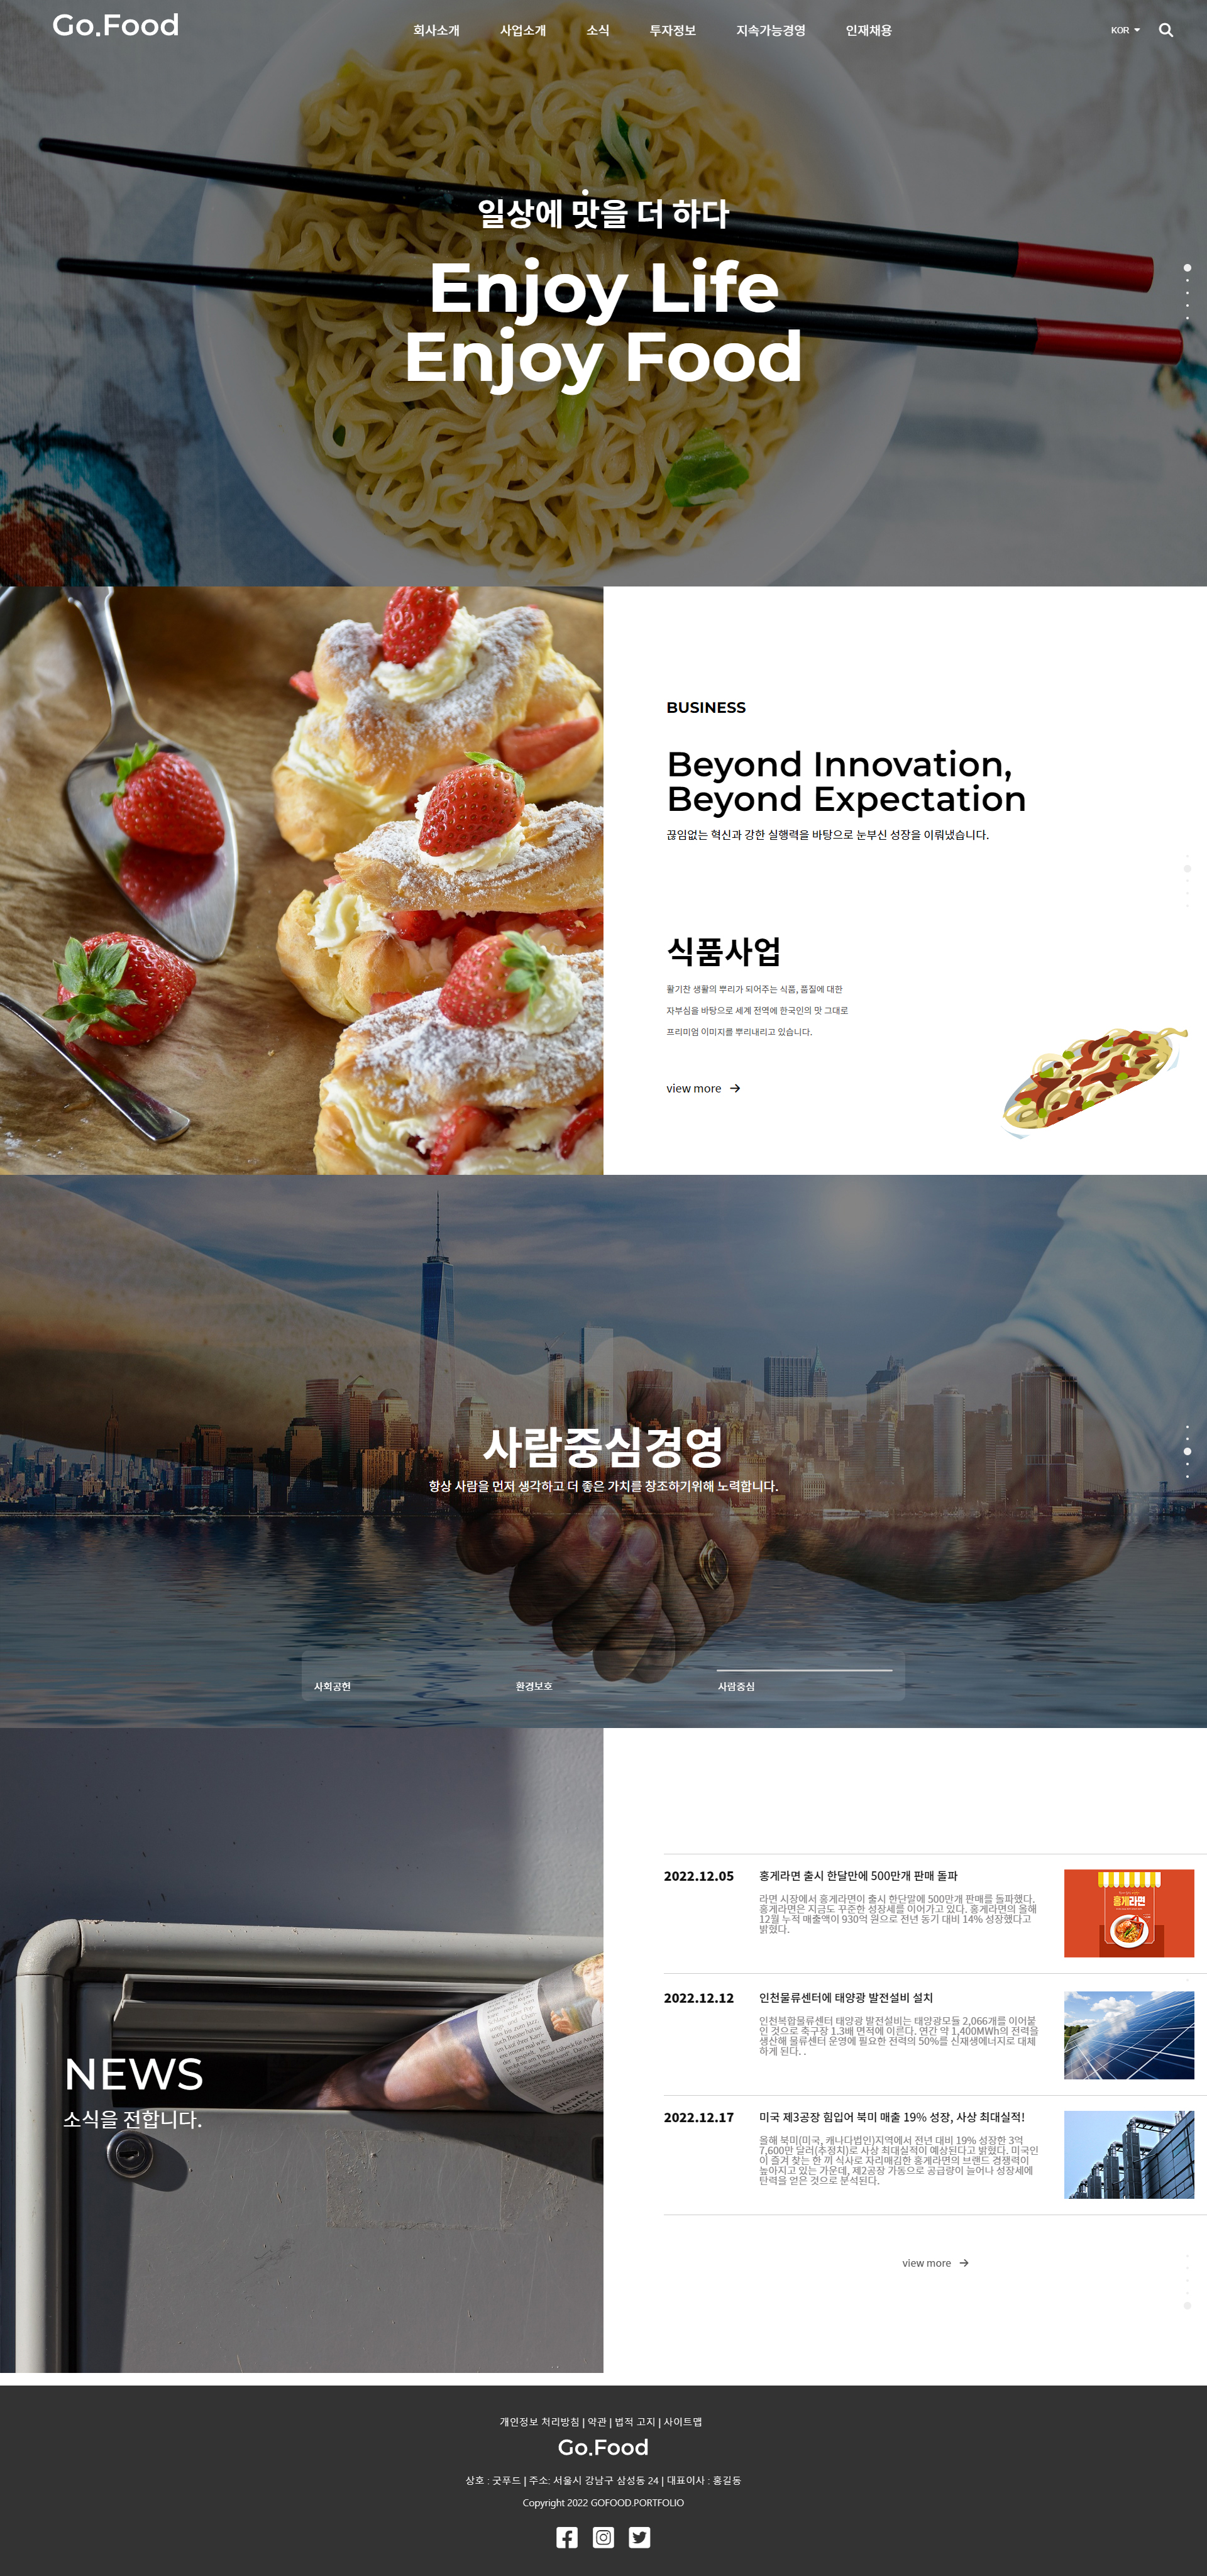 Go.Food
회사소개 사업소개 소식 투자정보 지속가능경영 인재채용
KOR
일상에 맛을 더 하다
Enjoy Life
Enjoy Food
BUSINESS
Beyond Innovation,
Beyond Expectation
끊임없는 혁신과 강한 실행력을 바탕으로 눈부신 성장을 이뤄냈습니다.
식품사업
활기찬 생활의 뿌리가 되어주는 식품, 품질에 대한
자부심을 바탕으로 세계 전역에 한국인의 맛 그대로
프리미엄 이미지를 뿌리내리고 있습니다.
view more
사람중심경영
항상 사람을 먼저 생각하고 더 좋은 가치를 창조하기위해 노력합니다.
사회공헌 환경보호 사람중심
NEWS
소식을 전합니다.
2022.12.05
홍게라면 출시 한달만에 500만개 판매 돌파
라면 시장에서 홍게라면이 출시 한단말에 500만개 판매를 돌파했다.
홍게라면은 지금도 꾸준한 성장세를 이어가고 있다. 홍게라면의 올해
12월 누적 매출액이 930억 원으로 전년 동기 대비 14% 성장했다고
밝혔다.
홍게라면
2022.12.12
인천물류센터에 태양광 발전설비 설치
인천복합물류센터 태양광 발전설비는 태양광모듈 2,066개를 이어붙
인 것으로 축구장 1.3배 면적에 이른다. 연간 약 1,400MWh의 전력을
생산해 물류센터 운영에 필요한 전력의 50%를 신재생에너지로 대체
하게 된다. .
2022.12.17
미국 제3공장 힘입어 북미 매출 19% 성장, 사상 최대실적!
올해 북미(미국, 캐나다법인)지역에서 전년 대비 19% 성장한 3억
7,600만 달러(추정치)로 사상 최대실적이 예상된다고 밝혔다. 미국인
이 즐겨 찾는 한 끼 식사로 자리매김한 홍게라면의 브랜드 경쟁력이
높아지고 있는 가운데, 제2공장 가동으로 공급량이 늘어나 성장세에
탄력을 얻은 것으로 분석된다.
view more
개인정보 처리방침 | 약관 | 법적 고지 | 사이트맵
Go.Food
상호 : 굿푸드 | 주소: 서울시 강남구 삼성동 24 | 대표이사 : 홍길동
Copyright 2022 GOFOOD.PORTFOLIO